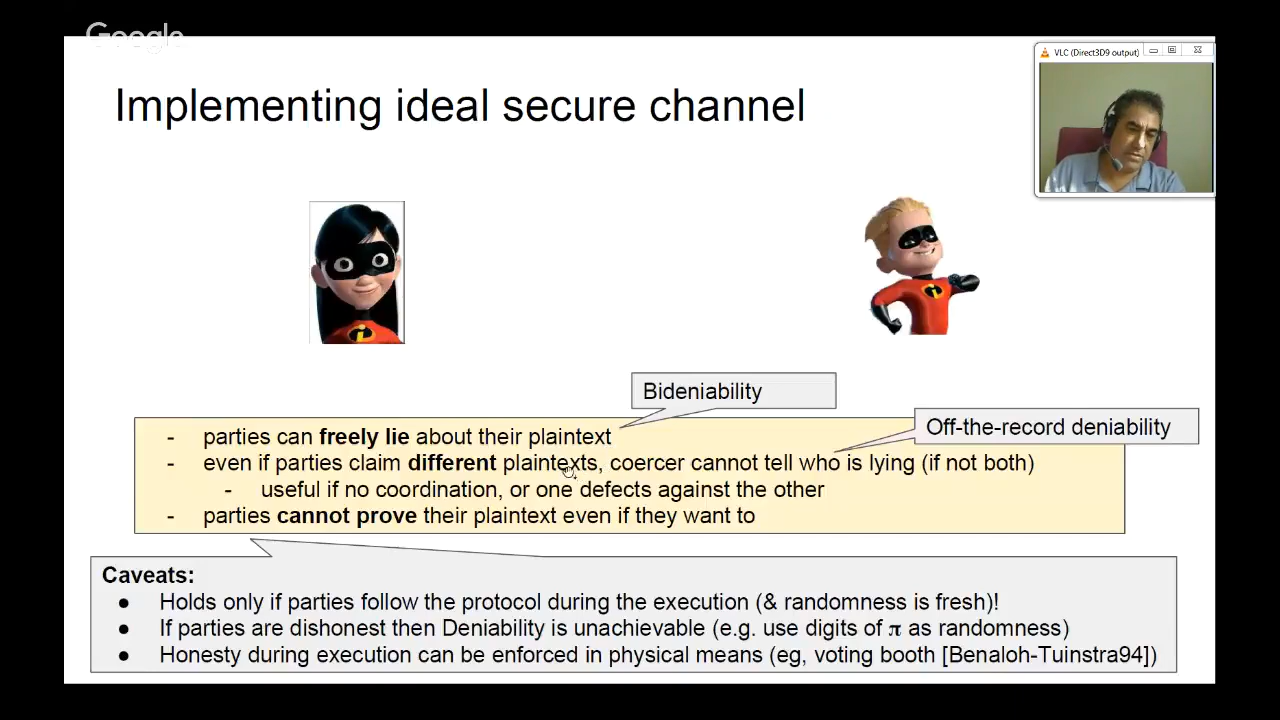 Google
VLC (Direct3D9 output)
Implementing ideal secure channel
Bideniability
Off-the-record deniability
- parties can freely lie about their plaintext
- even if parties claim different plaintexts, coercer cannot tell who is lying (if not both)
- useful if no coordination, or one defects against the other
- parties cannot prove their plaintext even if they want to
Caveats:
● Holds only if parties follow the protocol during the execution (& randomness is fresh)!
● If parties are dishonest then Deniability is unachievable (e.g. use digits of π as randomness)
● Honesty during execution can be enforced in physical means (eg, voting booth [Benaloh-Tuinstra94])